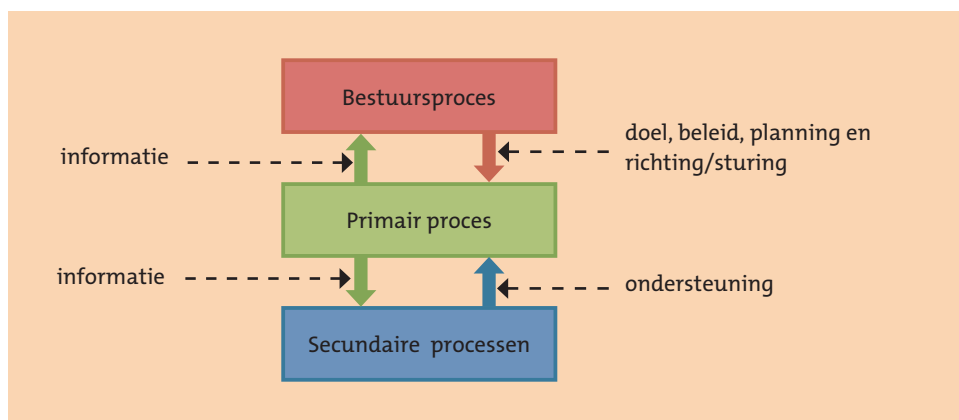 Bestuursproces
informatie
doel, beleid, planning en
richting/sturing
Primair proces
informatie
ondersteuning
Secundaire processen